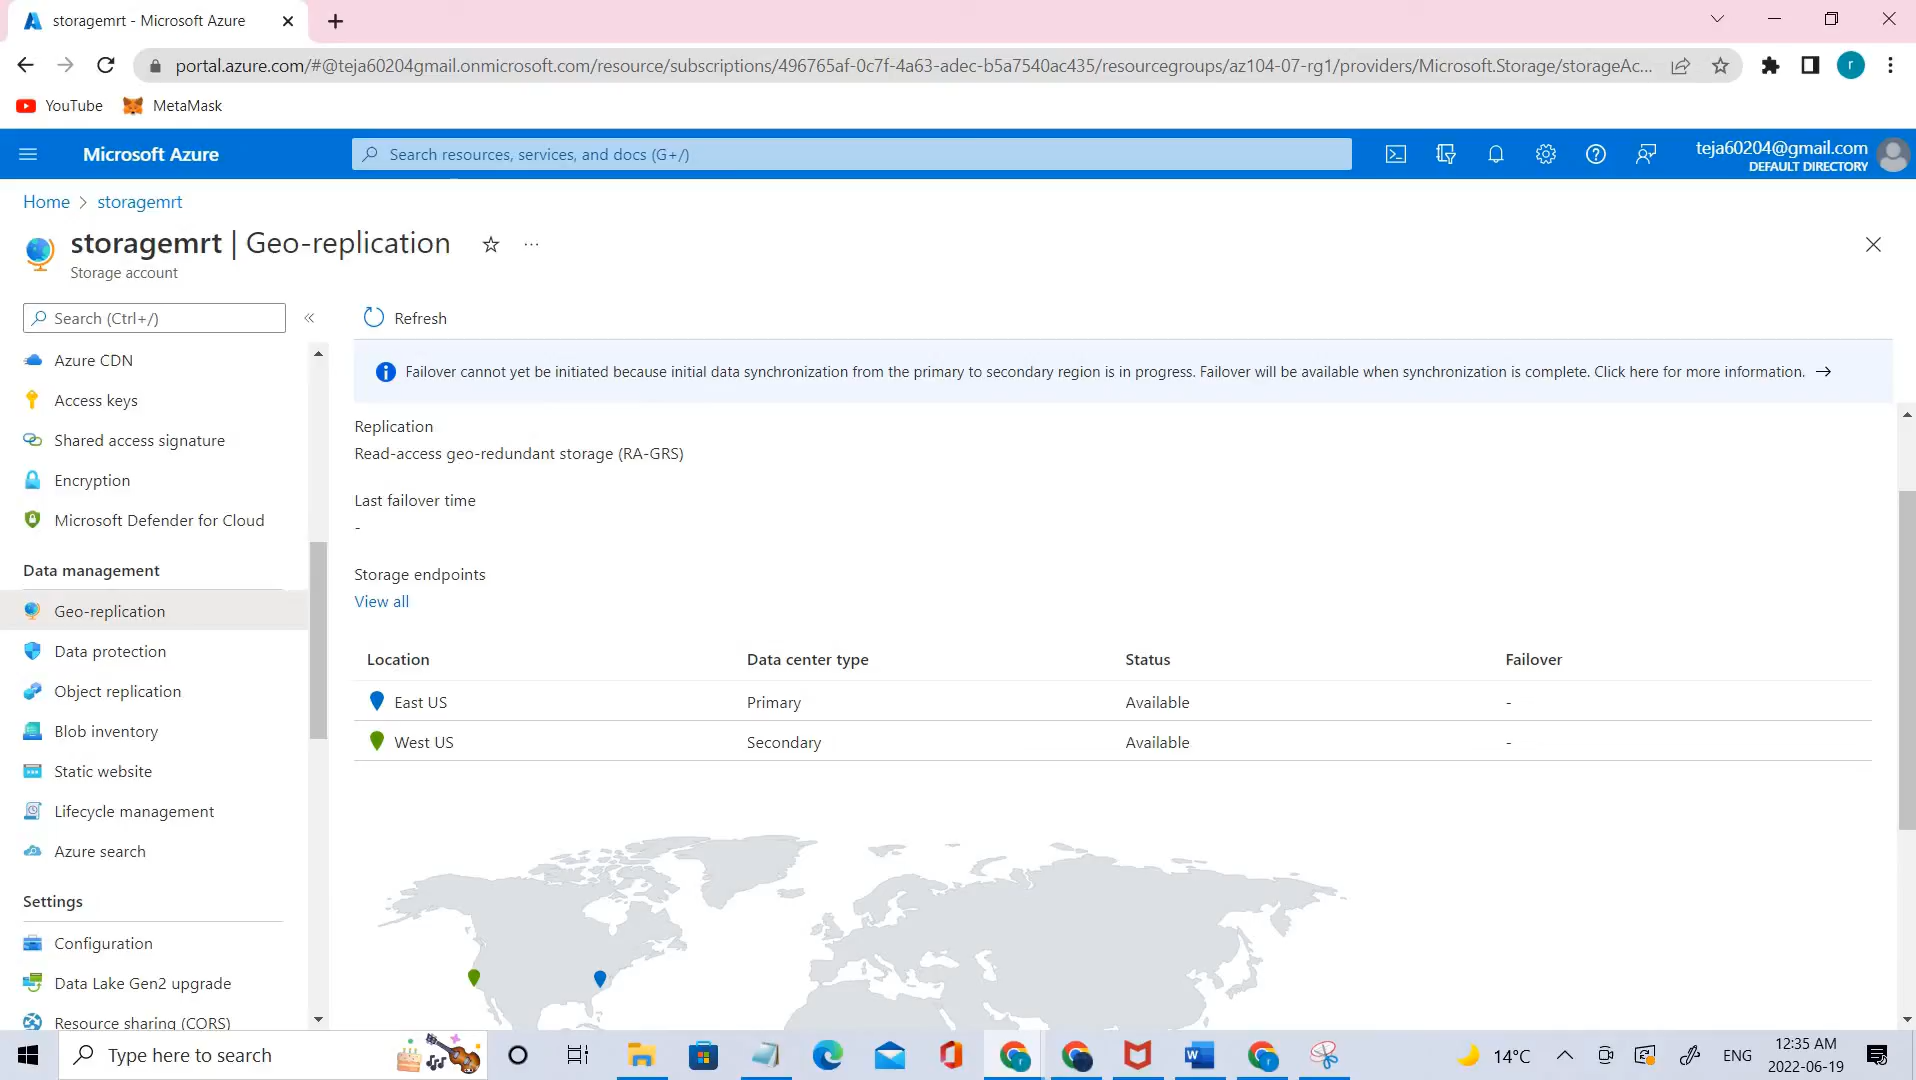 storagemrt - Microsoft Azure
portal.azure.com/#@teja60204gmail.onmicrosoft.com/resource/subscriptions/496765af-0c7f-4a63-adec-b5a7540ac435/resourcegroups/az104-07-rg1/providers/Microsoft.Storage/storageAc...
r
YouTube
MetaMask
Microsoft Azure
Search resources, services, and docs (G+/)
teja60204@gmail.com
DEFAULT DIRECTORY
Home > storagemrt
storagemrt | Geo-replication
Storage account
Search (Ctrl+/)
«
Azure CDN
Access keys
Shared access signature
Encryption
Microsoft Defender for Cloud
Data management
Geo-replication
Data protection
Object replication
Blob inventory
Static website
Lifecycle management
Azure search
Settings
Configuration
Data Lake Gen2 upgrade
Resource sharing (CORS)
Refresh
Failover cannot yet be initiated because initial data synchronization from the primary to secondary region is in progress. Failover will be available when synchronization is complete. Click here for more information. →
Replication
Read-access geo-redundant storage (RA-GRS)
Last failover time
-
Storage endpoints
View all
Location Data center type Status Failover
East US Primary Available -
West US Secondary Available -
Type here to search
14°C
ENG
12:35 AM
2022-06-19